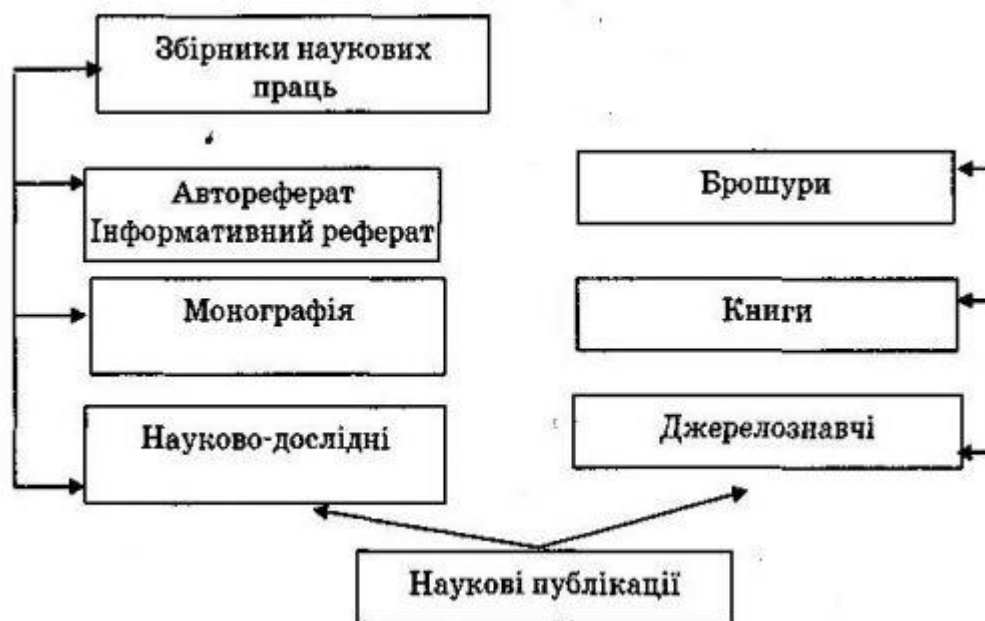 Збірники наукових
праць
Автореферат
Інформативний реферат
Монографія
Науково-дослідні
Брошури
Книги
Джерелознавчі
Наукові публікації